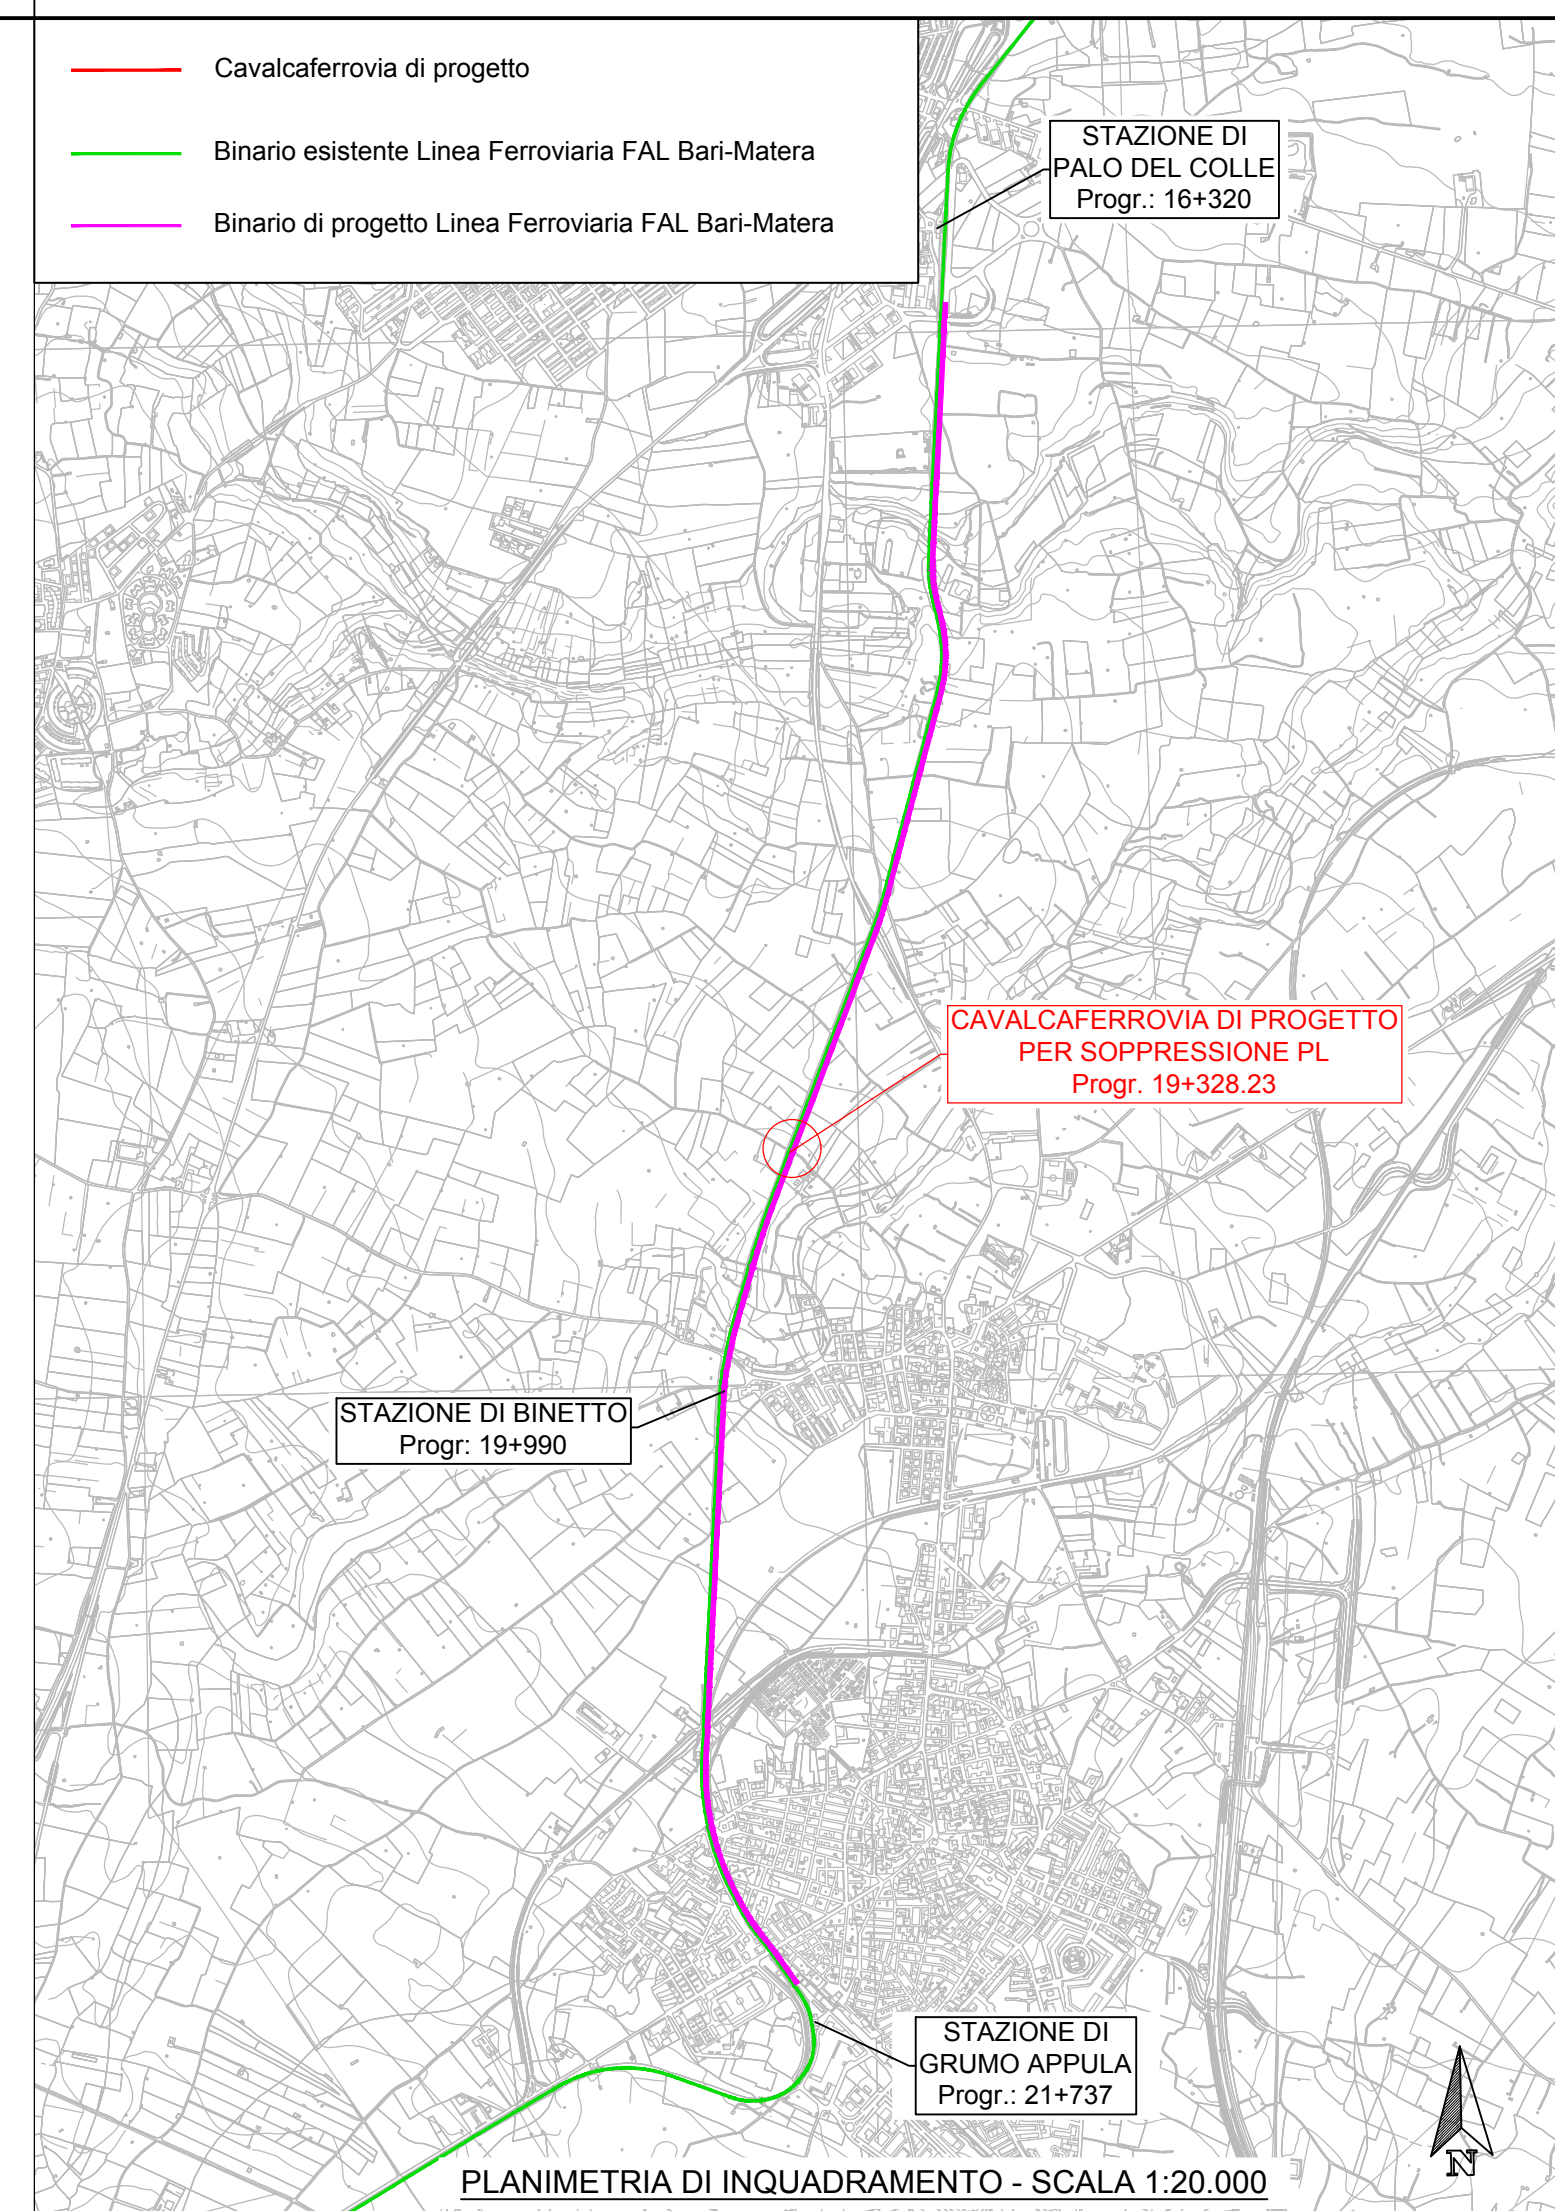 Cavalcaferrovia di progetto
Binario esistente Linea Ferroviaria FAL Bari-Matera
Binario di progetto Linea Ferroviaria FAL Bari-Matera
STAZIONE DI
PALO DEL COLLE
Progr.: 16+320
CAVALCAFERROVIA DI PROGETTO
PER SOPPRESSIONE PL
Progr. 19+328.23
STAZIONE DI BINETTO
Progr: 19+990
STAZIONE DI
GRUMO APPULA
Progr.: 21+737
N
PLANIMETRIA DI INQUADRAMENTO - SCALA 1:20.000